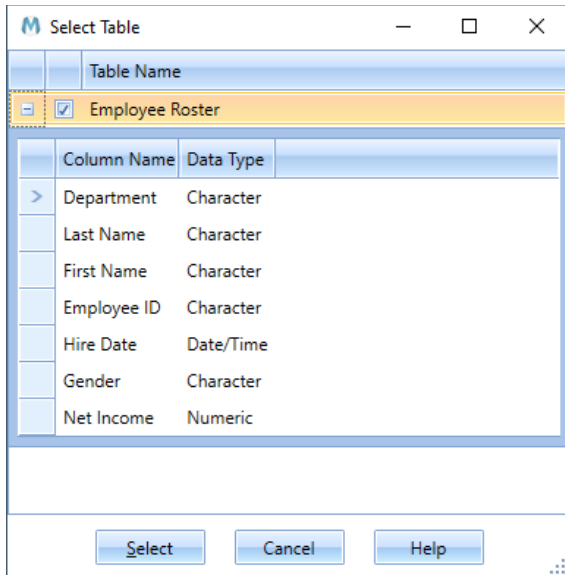 Select Table
Table Name
Employee Roster
Column Name Data Type
Department Character
Last Name Character
First Name Character
Employee ID Character
Hire Date Date/Time
Gender Character
Net Income Numeric
Select Cancel Help